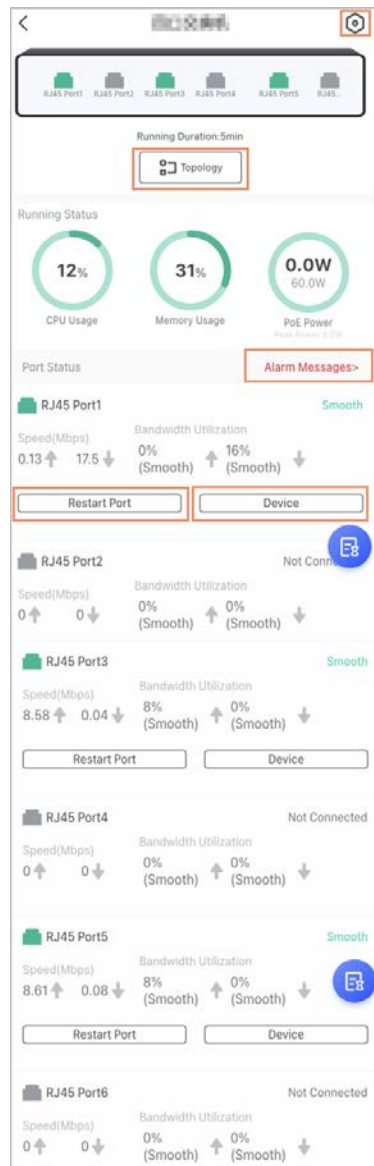 RJ45 Port1 RJ45 Port2 RJ45 Port3 RJ45 Port4 RJ45 Port5 RJ45...
Running Duration:5min
Topology
Running Status
12% 31% 0.0W
60.0W
CPU Usage Memory Usage PoE Power
Peak Power 0.0W
Port Status Alarm Messages>
RJ45 Port1 Smooth
Speed(Mbps) Bandwidth Utilization
0.13 17.5 0% (Smooth) 16% (Smooth)
Restart Port Device
RJ45 Port2 Not
Speed(Mbps) Bandwidth Utilization
0 0 0% (Smooth) 0% (Smooth)
RJ45 Port3 Smooth
Speed(Mbps) Bandwidth Utilization
8.58 0.04 8% (Smooth) 0% (Smooth)
Restart Port Device
RJ45 Port4 Not Connected
Speed(Mbps) Bandwidth Utilization
0 0 0% (Smooth) 0% (Smooth)
RJ45 Port5 Smooth
Speed(Mbps) Bandwidth Utilization
8.61 0.08 8% (Smooth) 0% (Smooth)
Restart Port Device
RJ45 Port6 Not Connected
Speed(Mbps) Bandwidth Utilization
0 0 0% (Smooth) 0% (Smooth)